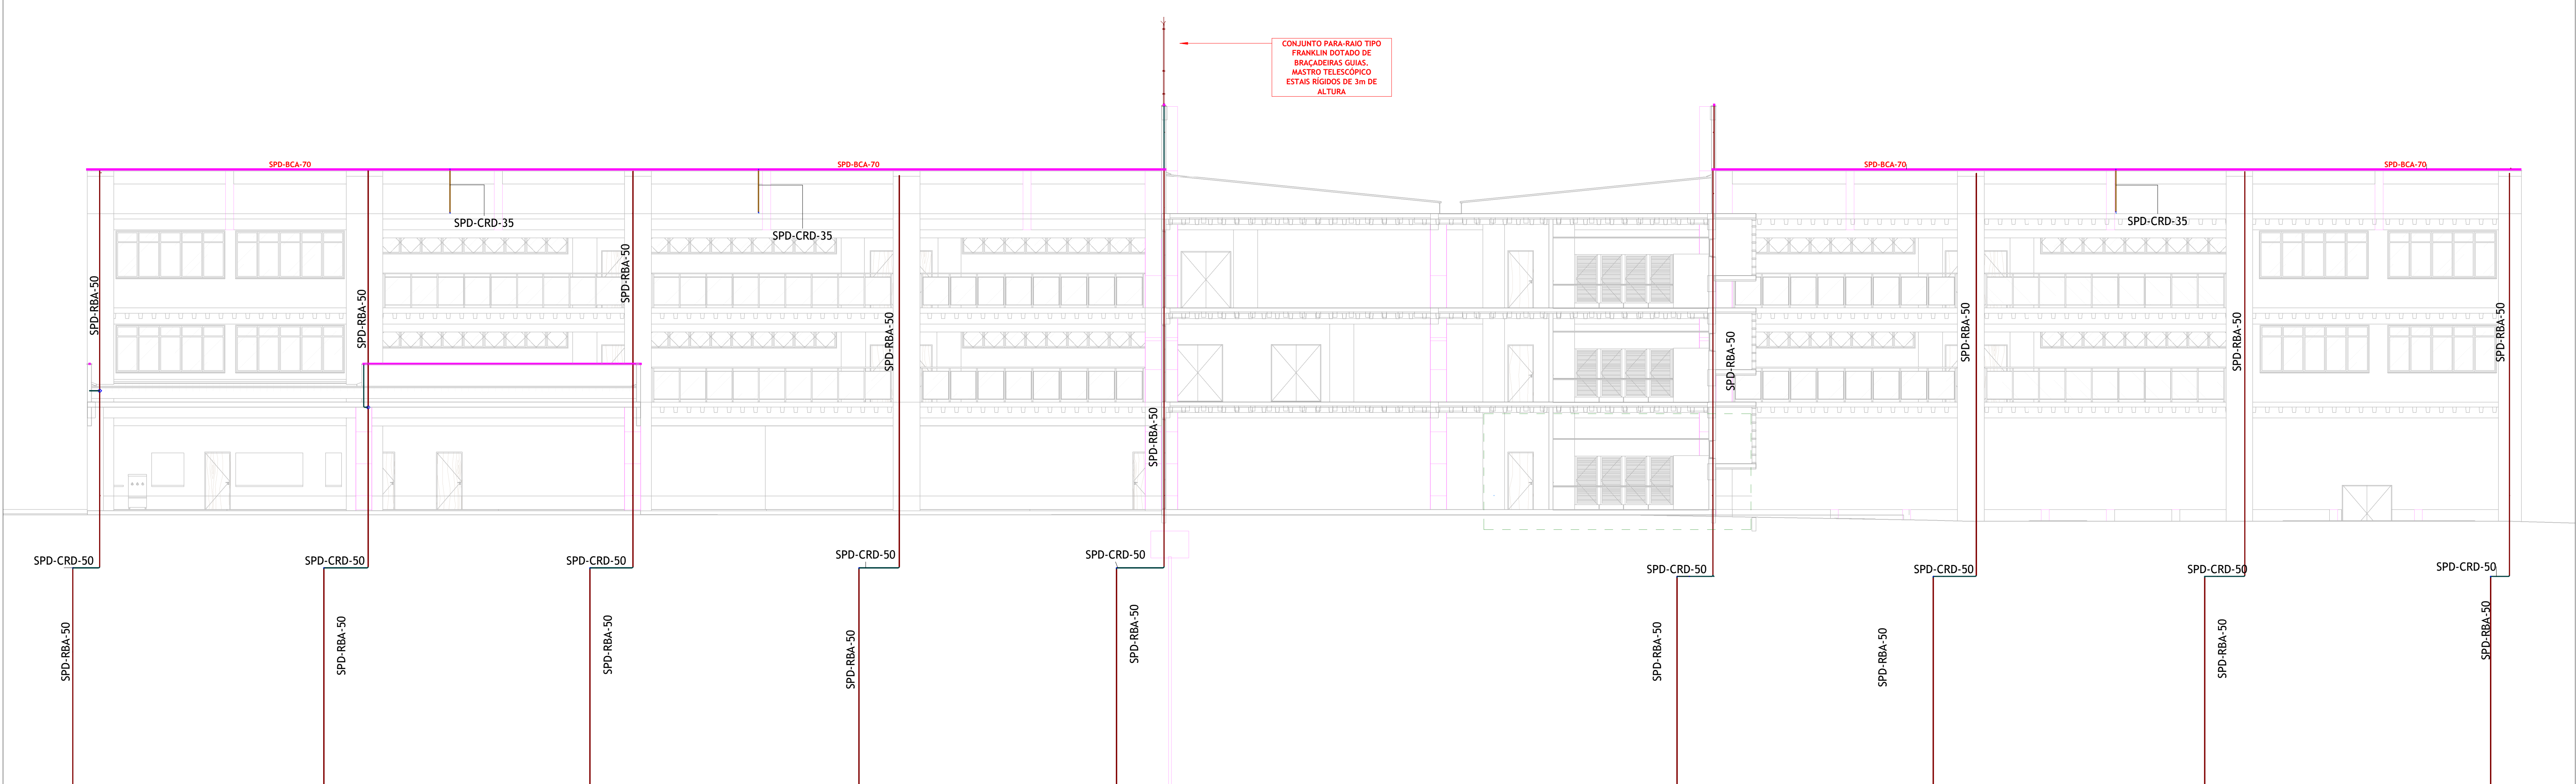 CONJUNTO PARA-RAIO TIPO
FRANKLIN DOTADO DE
BRAÇADEIRAS GUIAS.
MASTRO TELESCÓPICO
ESTAIS RÍGIDOS DE 3m DE
ALTURA
SPD-BCA-70
SPD-BCA-70
SPD-BCA-70
SPD-BCA-70
SPD-CRD-35
SPD-CRD-35
SPD-CRD-35
SPD-RBA-50
SPD-RBA-50
SPD-RBA-50
SPD-RBA-50
SPD-RBA-50
SPD-RBA-50
SPD-RBA-50
SPD-RBA-50
SPD-RBA-50
SPD-CRD-50
SPD-CRD-50
SPD-CRD-50
SPD-CRD-50
SPD-CRD-50
SPD-CRD-50
SPD-CRD-50
SPD-CRD-50
SPD-CRD-50
SPD-RBA-50
SPD-RBA-50
SPD-RBA-50
SPD-RBA-50
SPD-RBA-50
SPD-RBA-50
SPD-RBA-50
SPD-RBA-50
SPD-RBA-50